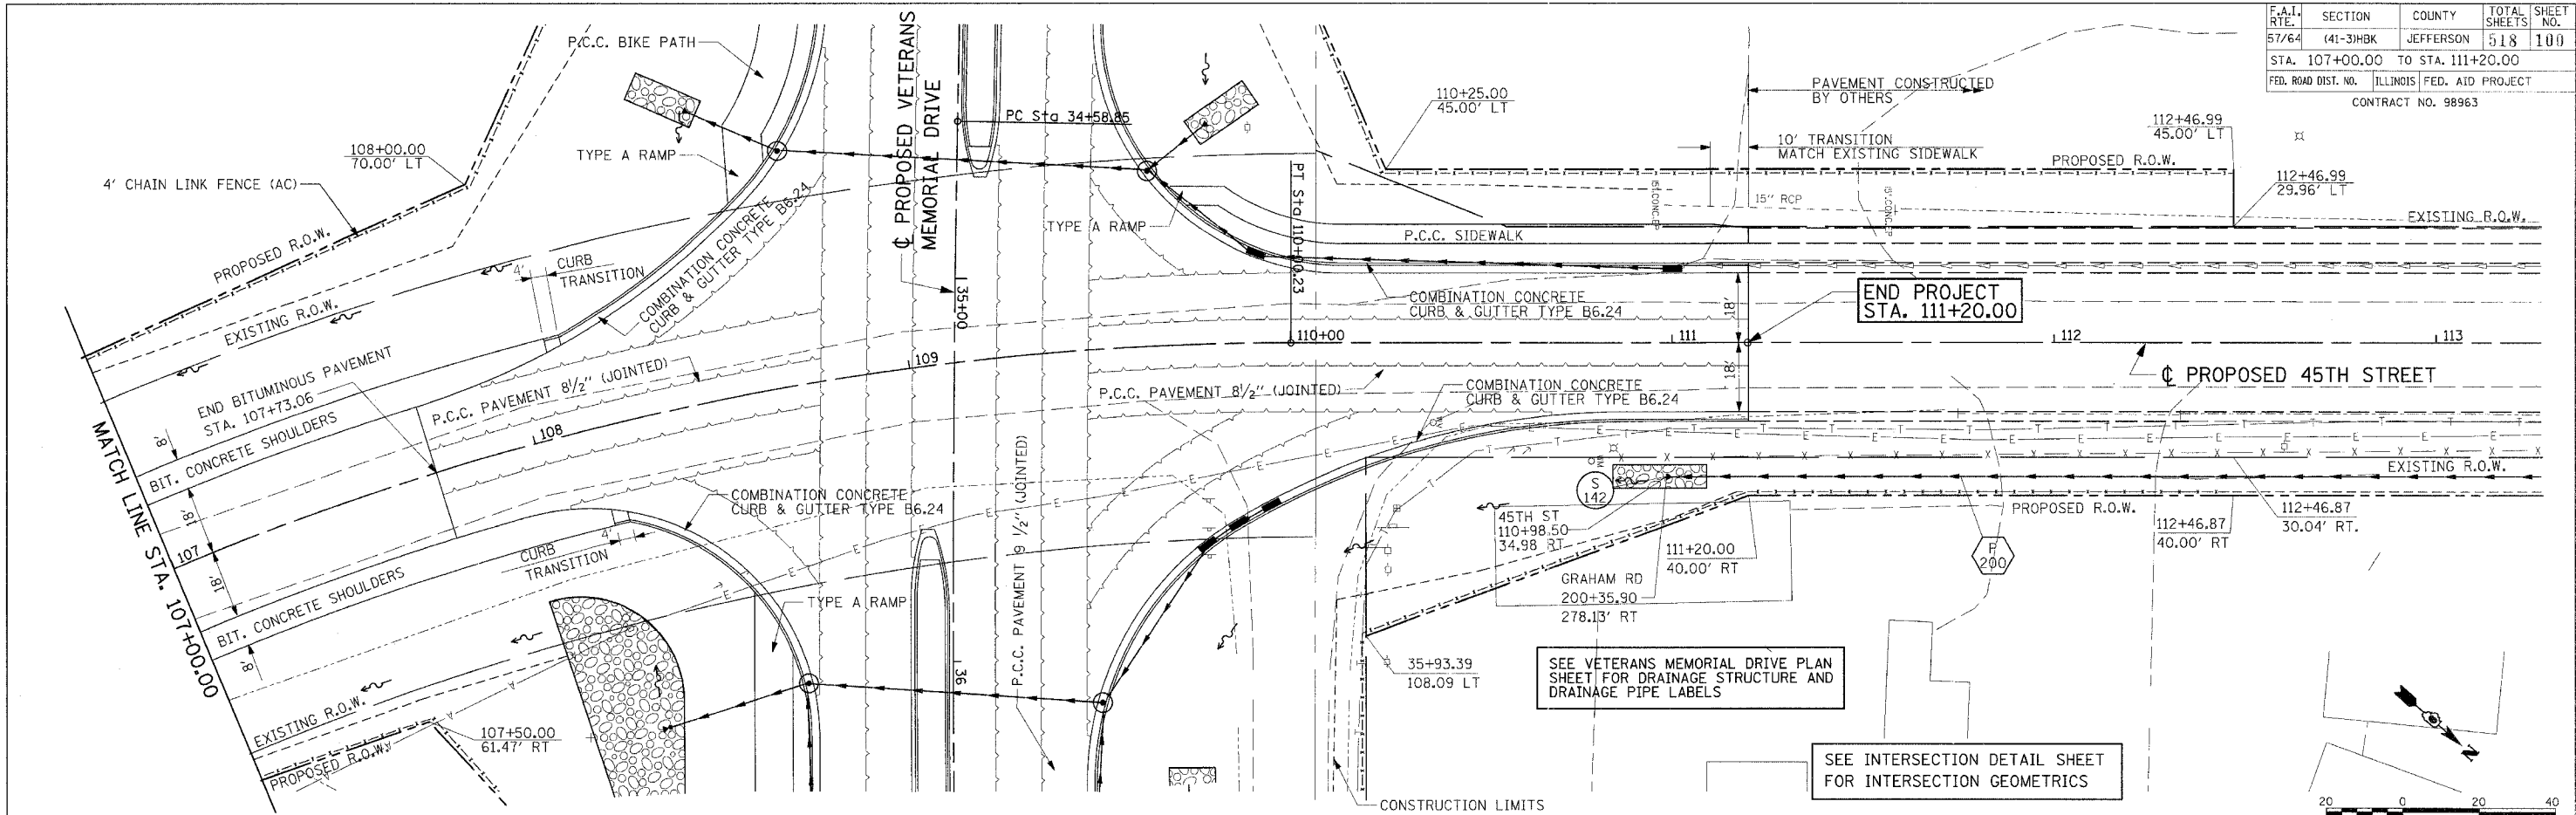 F.A.I. RTE. SECTION COUNTY TOTAL SHEETS SHEET NO.
57/64 (41-3)HBK JEFFERSON 518 100
STA. 107+00.00 TO STA. 111+20.00
FED. ROAD DIST. NO. ILLINOIS FED. AID PROJECT
CONTRACT NO. 98963
P.C.C. BIKE PATH
℄ PROPOSED VETERANS
MEMORIAL DRIVE
PC Sta 34+58.85
110+25.00
45.00' LT
PAVEMENT CONSTRUCTED
BY OTHERS
10' TRANSITION
MATCH EXISTING SIDEWALK
112+46.99
45.00' LT
PROPOSED R.O.W.
112+46.99
29.96' LT
EXISTING R.O.W.
108+00.00
70.00' LT
4' CHAIN LINK FENCE (AC)
TYPE A RAMP
PROPOSED R.O.W.
EXISTING R.O.W.
4'
CURB
TRANSITION
COMBINATION CONCRETE
CURB & GUTTER TYPE B6.24
35+00
TYPE A RAMP
PT Sta 110+00.23
P.C.C. SIDEWALK
15" RCP
COMBINATION CONCRETE
CURB & GUTTER TYPE B6.24
18'
18'
END PROJECT
STA. 111+20.00
110+00
111
112
113
℄ PROPOSED 45TH STREET
END BITUMINOUS PAVEMENT
STA. 107+73.06
P.C.C. PAVEMENT 8½" (JOINTED)
109
108
107
MATCH LINE STA. 107+00.00
8'
BIT. CONCRETE SHOULDERS
18'
18'
BIT. CONCRETE SHOULDERS
8'
P.C.C. PAVEMENT 8½" (JOINTED)
COMBINATION CONCRETE
CURB & GUTTER TYPE B6.24
COMBINATION CONCRETE
CURB & GUTTER TYPE B6.24
4'
CURB
TRANSITION
TYPE A RAMP
P.C.C. PAVEMENT 9 ½" (JOINTED)
36
EXISTING R.O.W.
PROPOSED R.O.W.
107+50.00
61.47' RT
S
142
45TH ST
110+98.50
34.98 RT
GRAHAM RD
200+35.90
278.13' RT
111+20.00
40.00' RT
P
200
PROPOSED R.O.W.
EXISTING R.O.W.
112+46.87
40.00' RT
112+46.87
30.04' RT.
35+93.39
108.09 LT
SEE VETERANS MEMORIAL DRIVE PLAN
SHEET FOR DRAINAGE STRUCTURE AND
DRAINAGE PIPE LABELS
SEE INTERSECTION DETAIL SHEET
FOR INTERSECTION GEOMETRICS
CONSTRUCTION LIMITS
N
20 0 20 40